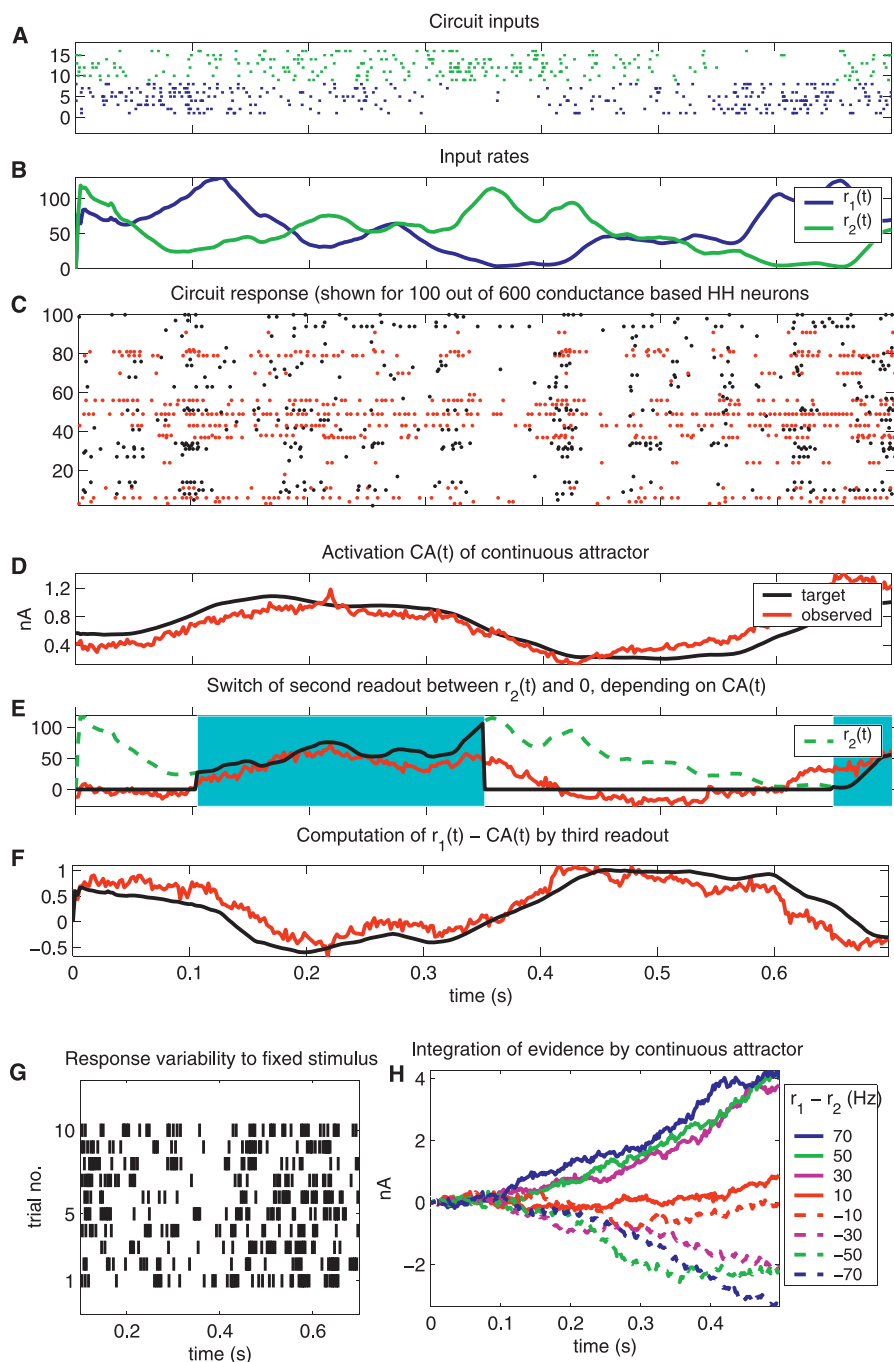 A
Circuit inputs
15
10
5
0
B
Input rates
100
50
0
r1(t)
r2(t)
C
Circuit response (shown for 100 out of 600 conductance based HH neurons
100
80
60
40
20
D
Activation CA(t) of continuous attractor
nA
1.2
0.8
0.4
target
observed
E
Switch of second readout between r2(t) and 0, depending on CA(t)
100
50
0
r2(t)
F
Computation of r1(t) − CA(t) by third readout
1
0.5
0
−0.5
0 0.1 0.2 0.3 0.4 0.5 0.6
time (s)
G
Response variability to fixed stimulus
trial no.
10
5
1
0.2 0.4 0.6
time (s)
H
Integration of evidence by continuous attractor
nA
4
2
0
−2
0 0.1 0.2 0.3 0.4
time (s)
r1 − r2 (Hz)
70
50
30
10
−10
−30
−50
−70